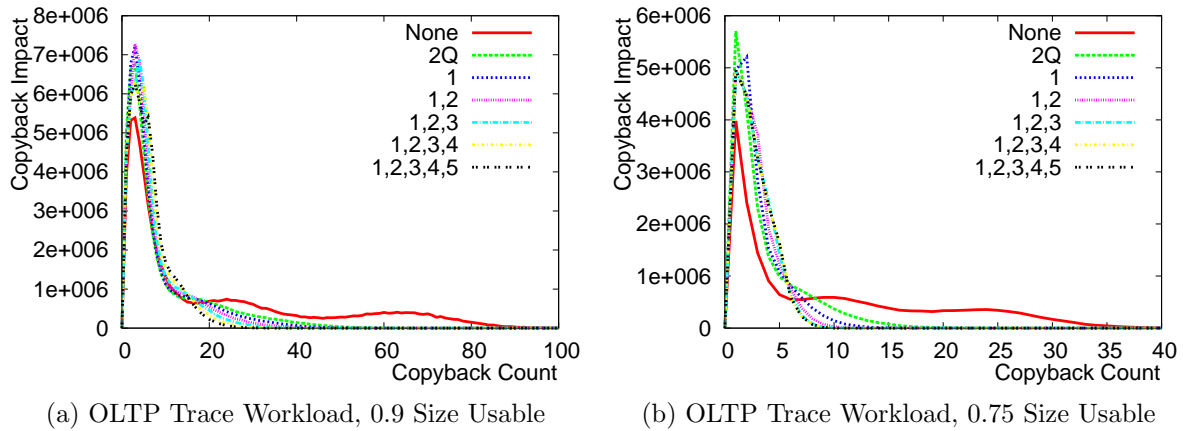 8e+006
7e+006
6e+006
5e+006
4e+006
3e+006
2e+006
1e+006
0
Copyback Impact
None
2Q
1
1,2
1,2,3
1,2,3,4
1,2,3,4,5
0 20 40 60 80 100
Copyback Count
(a) OLTP Trace Workload, 0.9 Size Usable
6e+006
5e+006
4e+006
3e+006
2e+006
1e+006
0
Copyback Impact
None
2Q
1
1,2
1,2,3
1,2,3,4
1,2,3,4,5
0 5 10 15 20 25 30 35 40
Copyback Count
(b) OLTP Trace Workload, 0.75 Size Usable